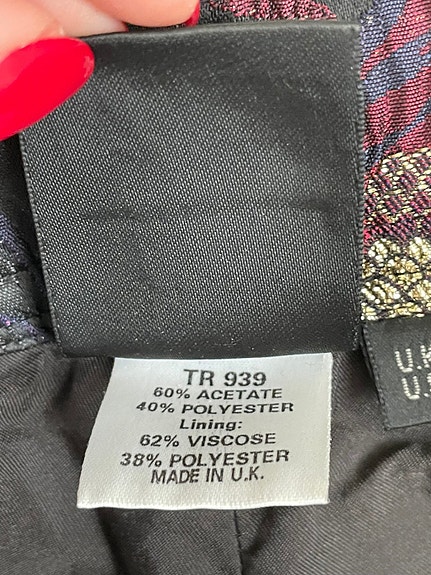 TR 939
60% ACETATE
40% POLYESTER
Lining:
62% VISCOSE
38% POLYESTER
MADE IN U.K.
U.K
U.S